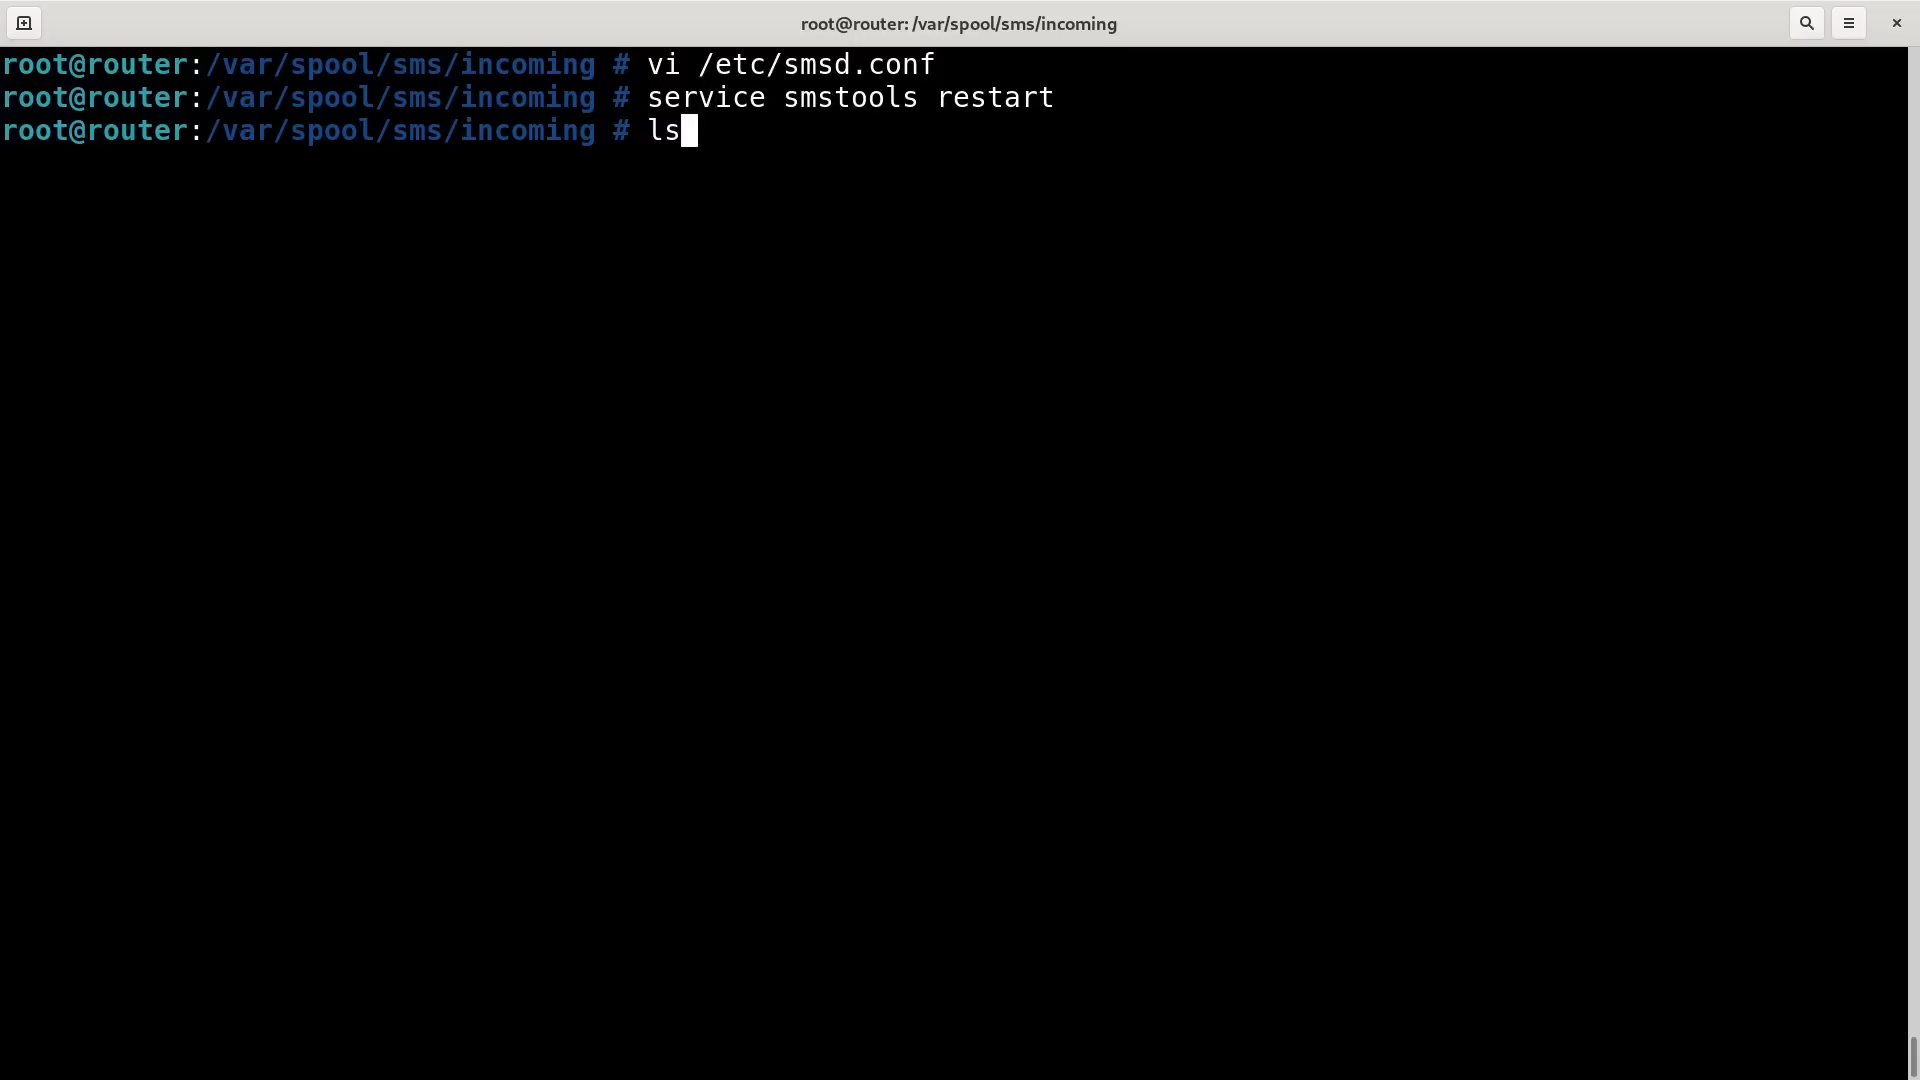 root@router: /var/spool/sms/incoming
root@router:/var/spool/sms/incoming # vi /etc/smsd.conf
root@router:/var/spool/sms/incoming # service smstools restart
root@router:/var/spool/sms/incoming # ls